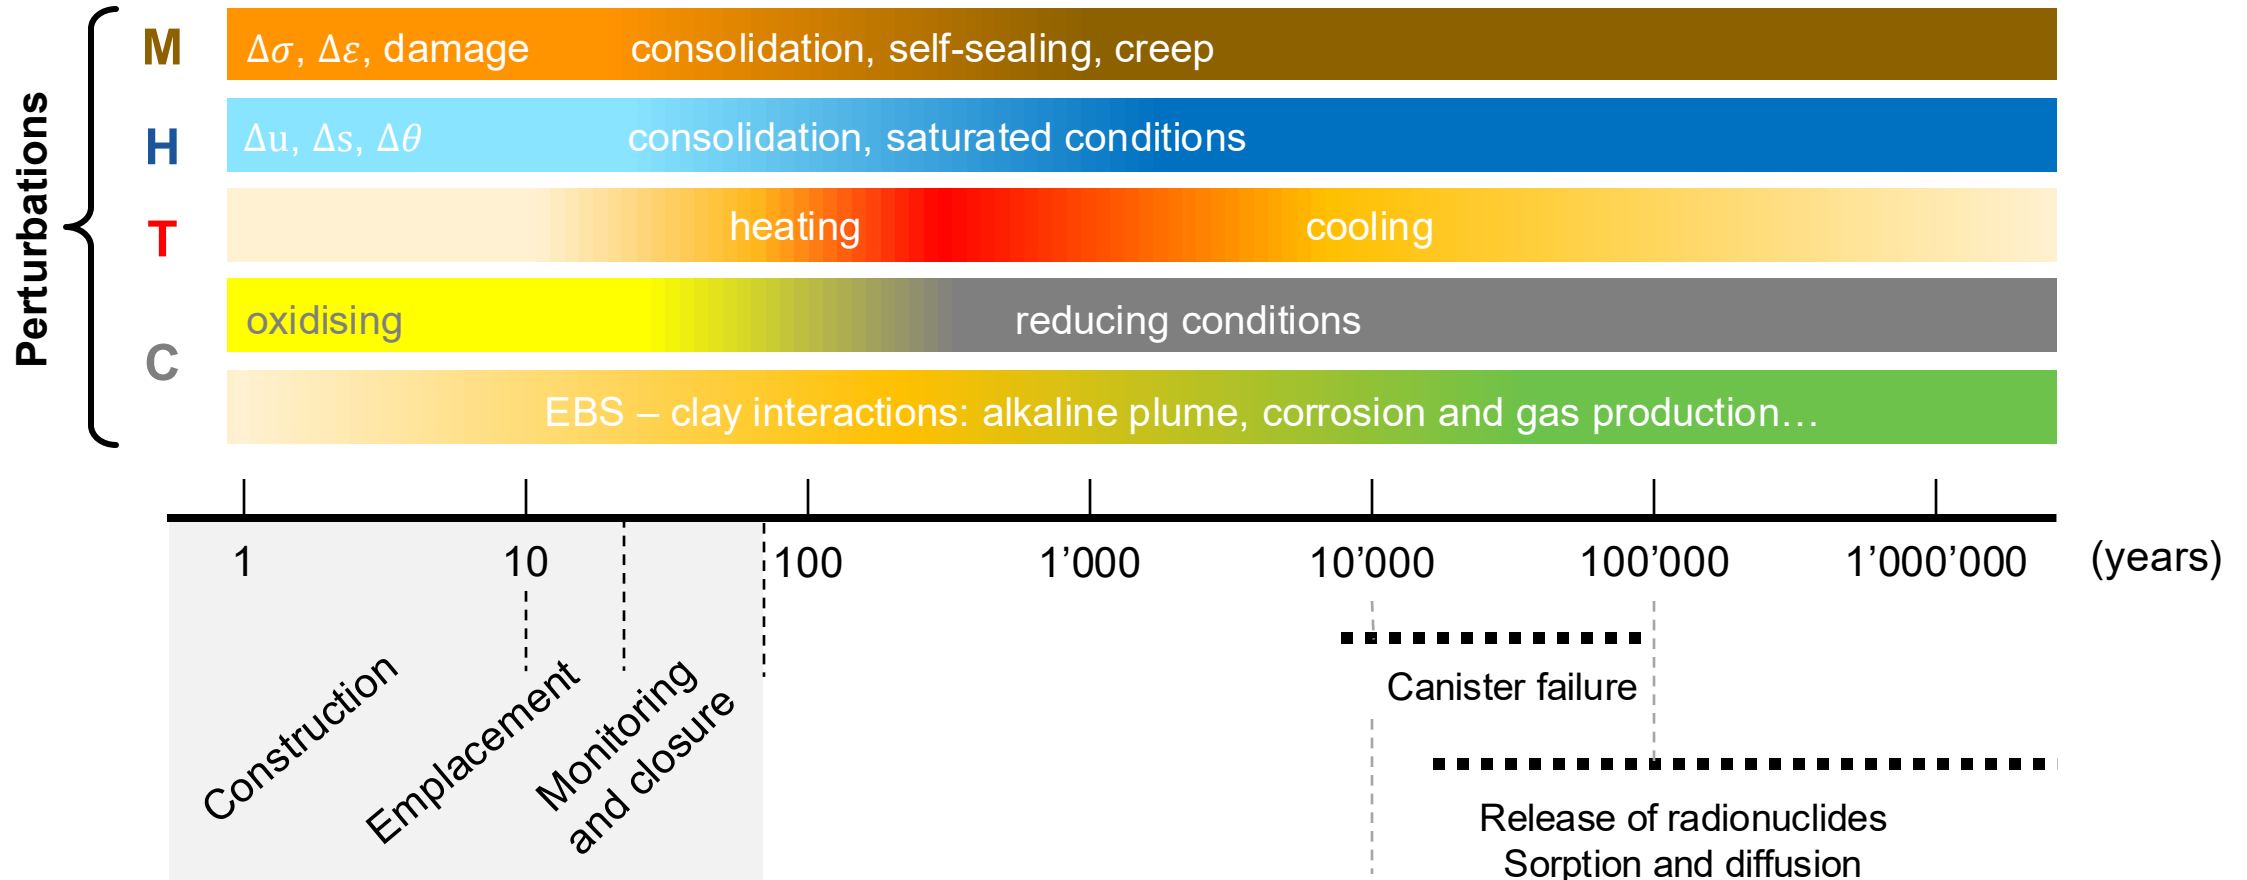 Perturbations
M
Δσ, Δε, damage
consolidation, self-sealing, creep
H
Δu, Δs, Δθ
consolidation, saturated conditions
T
heating
cooling
C
oxidising
reducing conditions
EBS – clay interactions: alkaline plume, corrosion and gas production…
1
10
100
1’000
10’000
100’000
1’000’000
(years)
Construction
Emplacement
Monitoring
and closure
Canister failure
Release of radionuclides
Sorption and diffusion